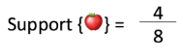 Support {🍎} = 4/8